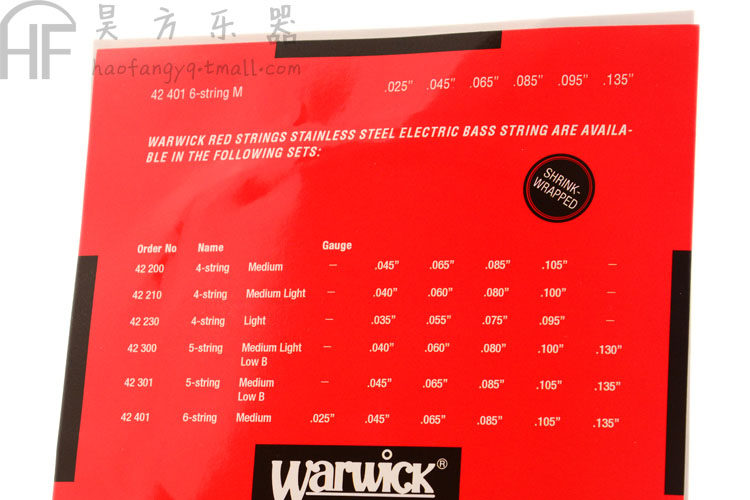 昊方乐器
AF
haofangyq.tmall.com
42 401 6-string M .025” .045” .065” .085” .095” .135”
WARWICK RED STRINGS STAINLESS STEEL ELECTRIC BASS STRING ARE AVAILA-
BLE IN THE FOLLOWING SETS:
SHRINK-
WRAPPED
Order No Name Gauge
42 200 4-string Medium – .045” .065” .085” .105” –
42 210 4-string Medium Light – .040” .060” .080” .100” –
42 230 4-string Light – .035” .055” .075” .095” –
42 300 5-string Medium Light – .040” .060” .080” .100” .130”
Low B
42 301 5-string Medium – .045” .065” .085” .105” .135”
Low B
42 401 6-string Medium .025” .045” .065” .085” .105” .135”
Warwick®